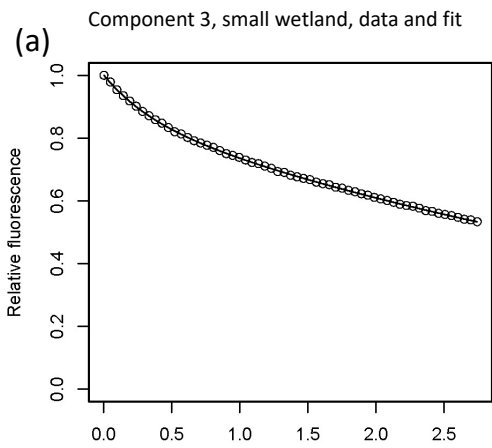 Component 3, small wetland, data and fit
(a)
Relative fluorescence
1.0
0.8
0.6
0.4
0.2
0.0
0.0 0.5 1.0 1.5 2.0 2.5